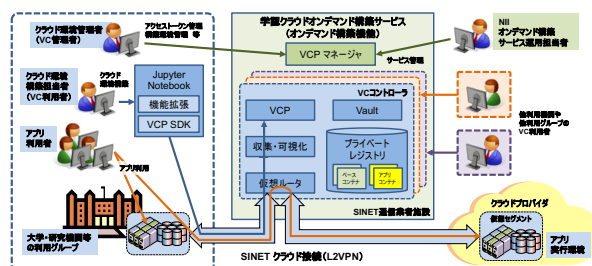 クラウド環境管理者
(VC管理者)
アクセストークン管理
構築環境管理 等
学認クラウドオンデマンド構築サービス
(オンデマンド構築機能)
VCP マネージャ
サービス管理
NII
オンデマンド構築
サービス運用担当者
クラウド環境
構築担当者
(VC利用者)
クラウド
環境構築
Jupyter
Notebook
機能拡張
VCP SDK
VCコントローラ
VCP
Vault
収集・可視化
プライベート
レジストリ
ベース
コンテナ
アプリ
コンテナ
仮想ルータ
他利用機関や
他利用グループの
VC利用者
アプリ
利用者
アプリ利用
SINET通信業者施設
大学・研究機関等
の利用グループ
SINET クラウド接続(L2VPN)
クラウドプロバイダ
仮想セグメント
アプリ
実行環境